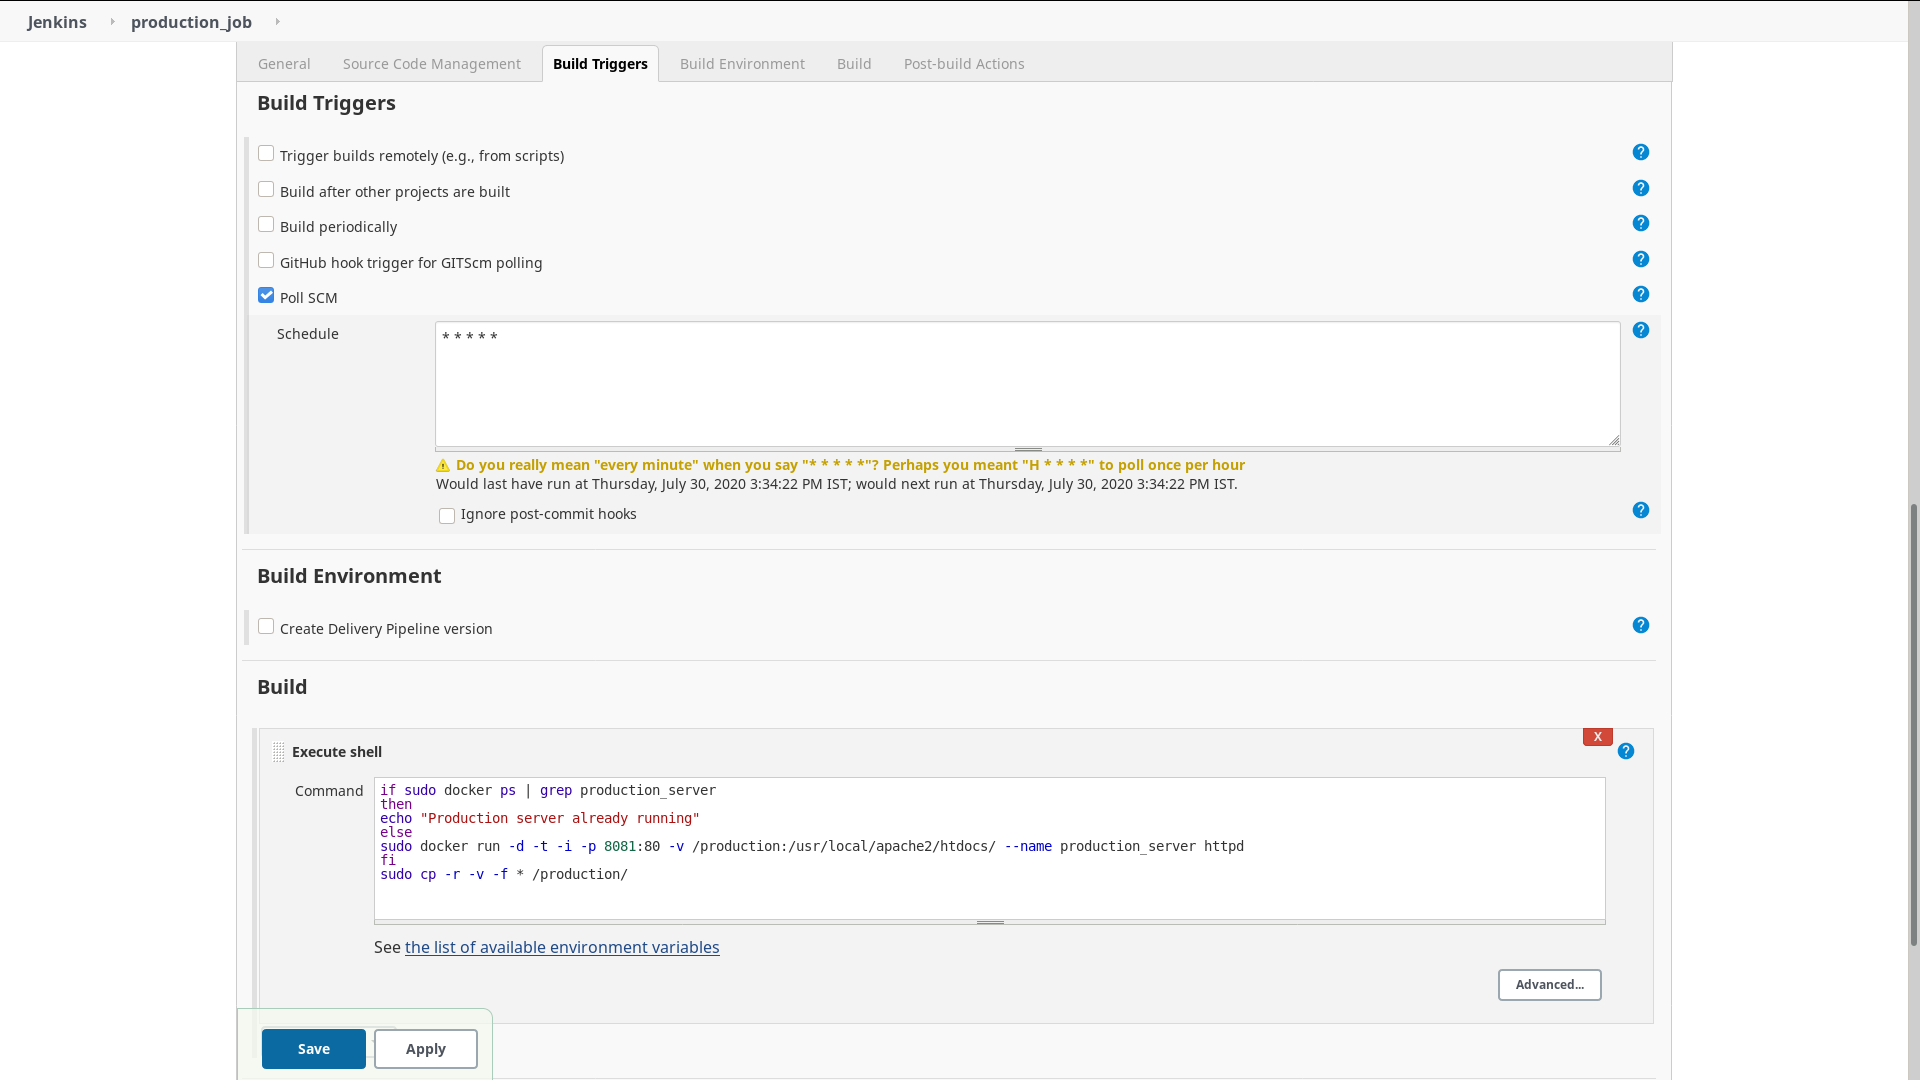 Jenkins production_job
General Source Code Management Build Triggers Build Environment Build Post-build Actions
Build Triggers
Trigger builds remotely (e.g., from scripts) ?
Build after other projects are built ?
Build periodically ?
GitHub hook trigger for GITScm polling ?
Poll SCM ?
Schedule * * * * * ?
Do you really mean "every minute" when you say "* * * * *"? Perhaps you meant "H * * * *" to poll once per hour
Would last have run at Thursday, July 30, 2020 3:34:22 PM IST; would next run at Thursday, July 30, 2020 3:34:22 PM IST.
Ignore post-commit hooks ?
Build Environment
Create Delivery Pipeline version ?
Build
X
Execute shell ?
Command
if sudo docker ps | grep production_server
then
echo "Production server already running"
else
sudo docker run -d -t -i -p 8081:80 -v /production:/usr/local/apache2/htdocs/ --name production_server httpd
fi
sudo cp -r -v -f * /production/
See the list of available environment variables
Advanced...
Save Apply